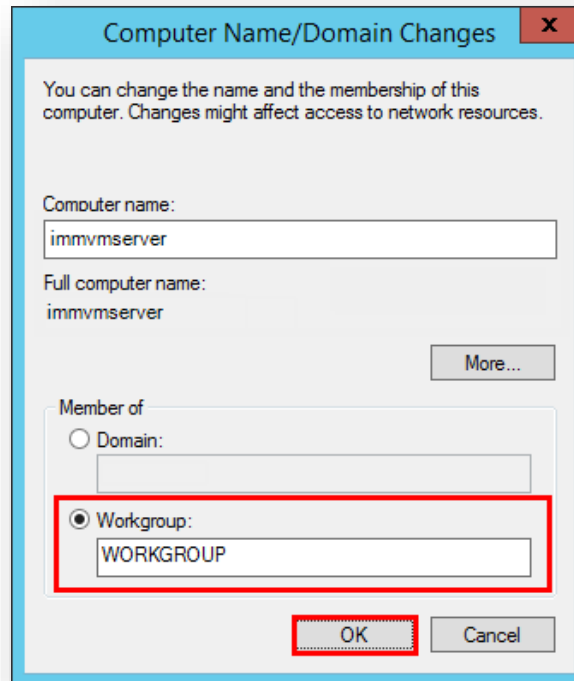 Computer Name/Domain Changes
x
You can change the name and the membership of this
computer. Changes might affect access to network resources.
Computer name:
immvmserver
Full computer name:
immvmserver
More...
Member of
Domain:
Workgroup:
WORKGROUP
OK
Cancel